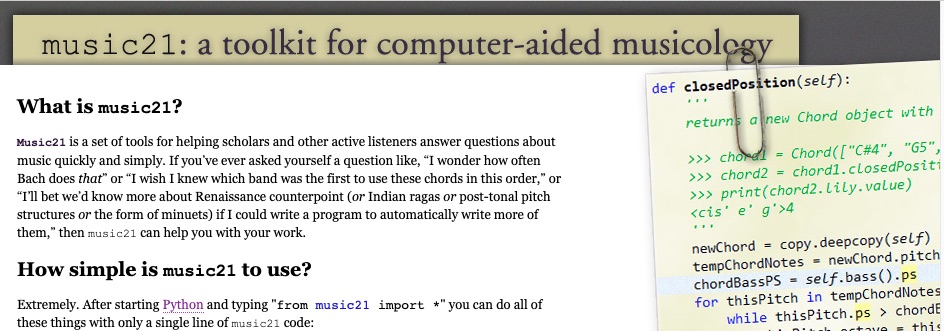 music21: a toolkit for computer-aided musicology
What is music21?
Music21 is a set of tools for helping scholars and other active listeners answer questions about
music quickly and simply. If you've ever asked yourself a question like, “I wonder how often
Bach does that” or “I wish I knew which band was the first to use these chords in this order,” or
“I'll bet we'd know more about Renaissance counterpoint (or Indian ragas or post-tonal pitch
structures or the form of minuets) if I could write a program to automatically write more of
them,” then music21 can help you with your work.
How simple is music21 to use?
Extremely. After starting Python and typing "from music21 import *" you can do all of
these things with only a single line of music21 code:
def closedPosition(self):
'''
returns a new Chord object with
>>> chord1 = Chord(["C#4", "G5",
>>> chord2 = chord1.closedPositi
>>> print(chord2.lily.value)
<cis' e' g'>4
'''
newChord = copy.deepcopy(self)
tempChordNotes = newChord.pitch
chordBassPS = self.bass().ps
for thisPitch in tempChordNotes
while thisPitch.ps > chordB